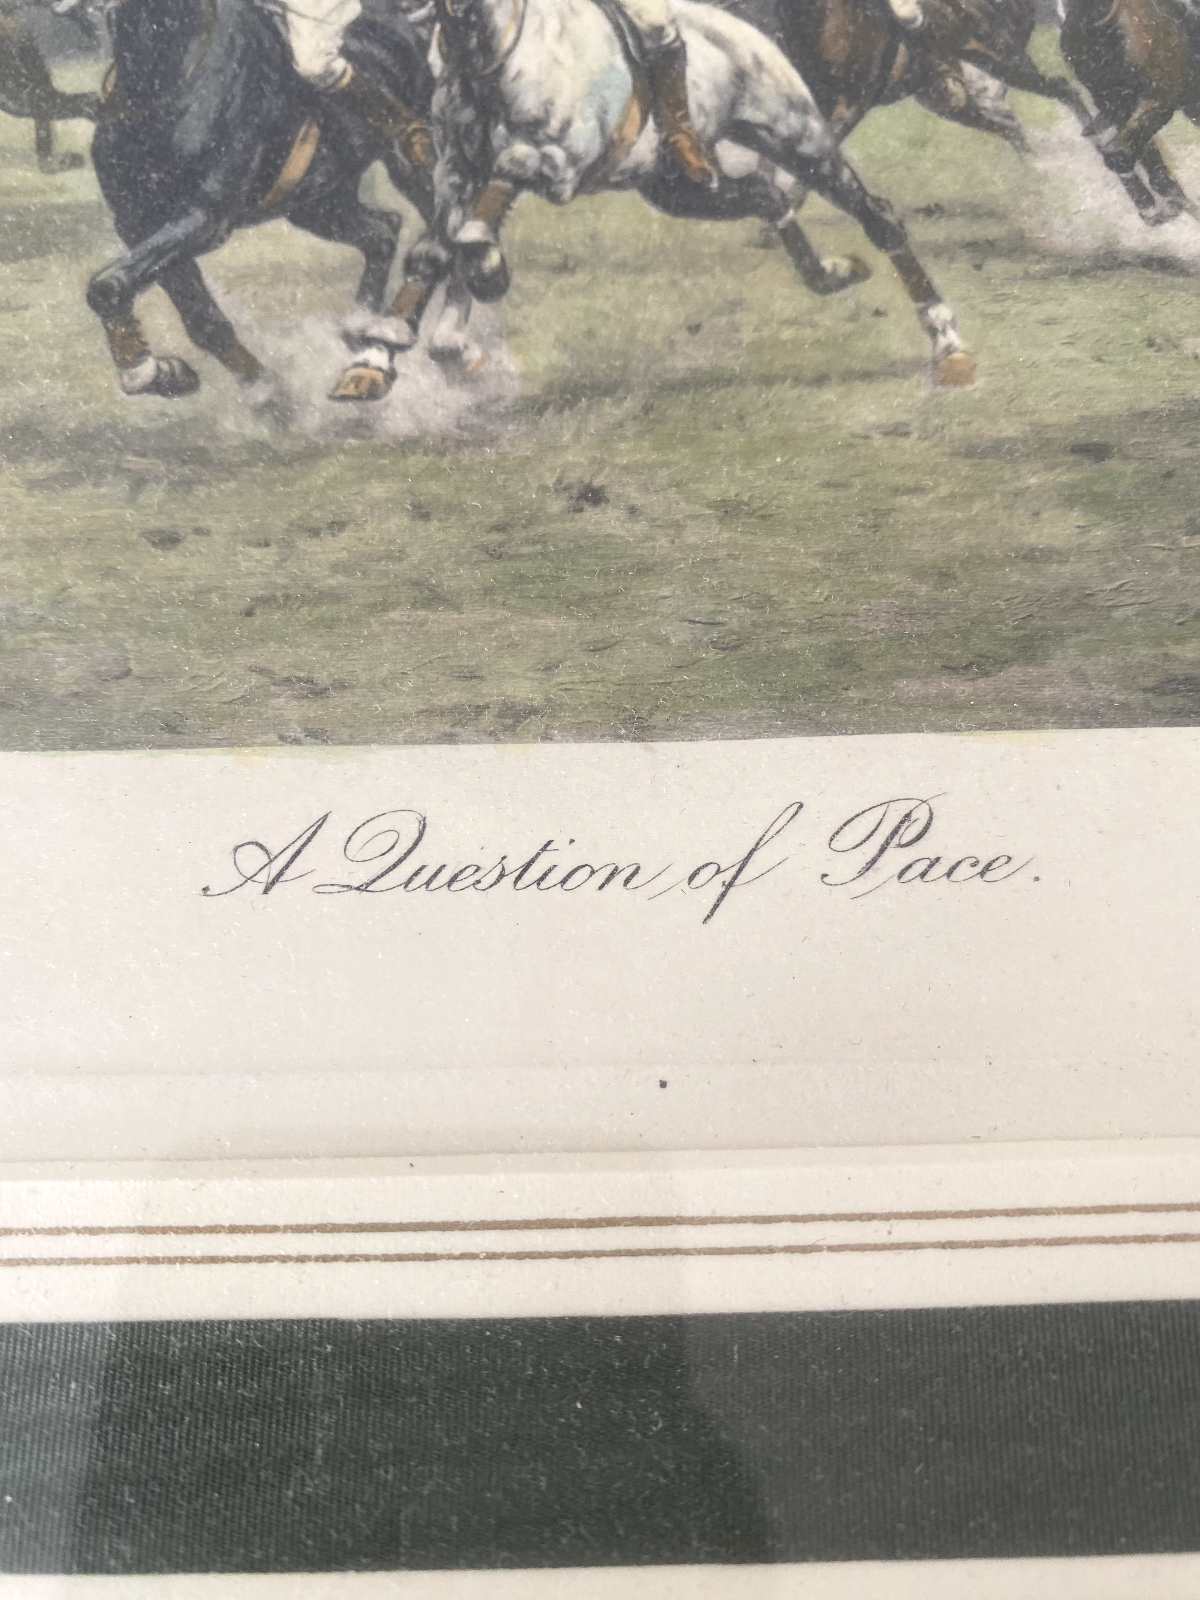 A Question of Pace.